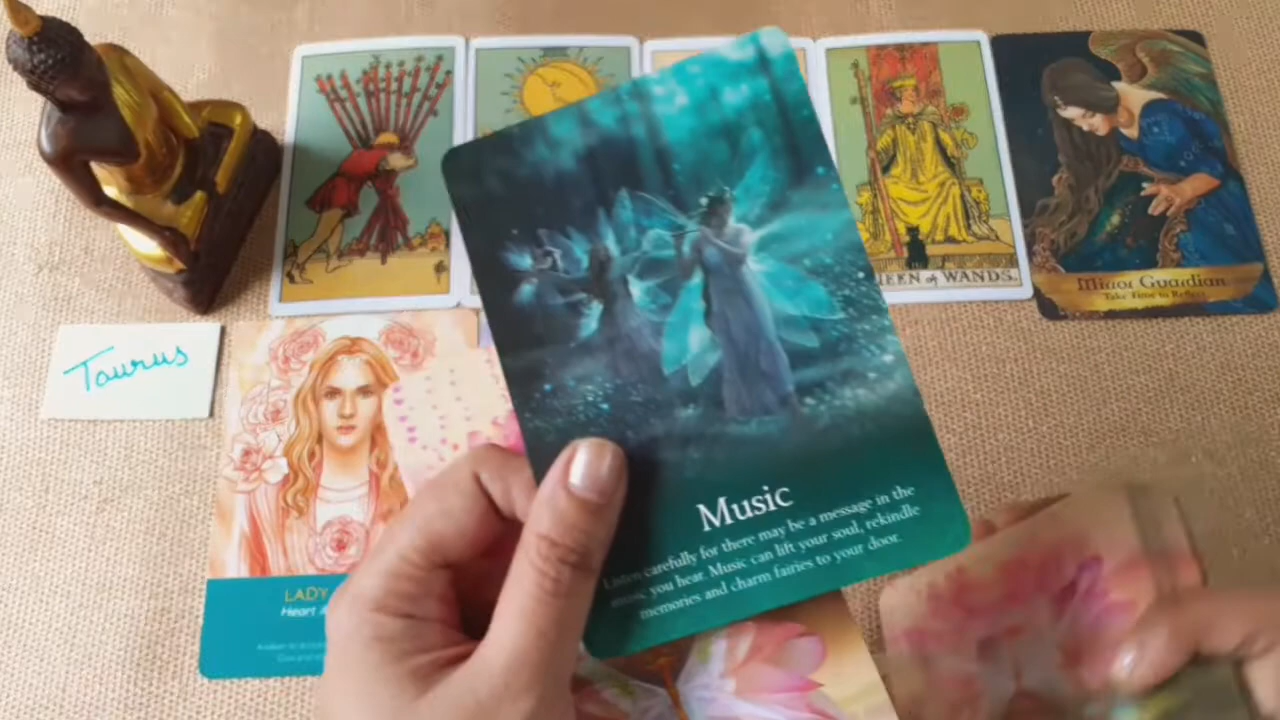 QUEEN of WANDS.
Mirror Guardian
Take Time to Reflect
Taurus
Music
Listen carefully for there may be a message in the
music you hear. Music can lift your soul, rekindle
memories and charm fairies to your door.
LADY
Heart